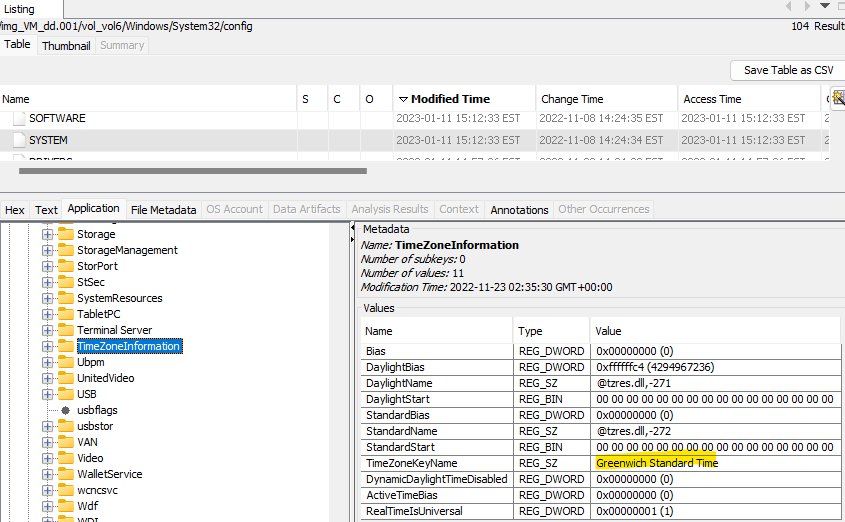 Listing
/img_VM_dd.001/vol_vol6/Windows/System32/config
104 Result
Table Thumbnail Summary
Save Table as CSV
Name S C O Modified Time Change Time Access Time
SOFTWARE 2023-01-11 15:12:33 EST 2022-11-08 14:24:35 EST 2023-01-11 15:12:33 EST 2
SYSTEM 2023-01-11 15:12:33 EST 2022-11-08 14:24:34 EST 2023-01-11 15:12:33 EST 2
Hex Text Application File Metadata OS Account Data Artifacts Analysis Results Context Annotations Other Occurrences
Storage
StorageManagement
StorPort
StSec
SystemResources
TabletPC
Terminal Server
TimeZoneInformation
Ubpm
UnitedVideo
USB
usbflags
usbstor
VAN
Video
WalletService
wcncsvc
Wdf
WDI
Metadata
Name: TimeZoneInformation
Number of subkeys: 0
Number of values: 11
Modification Time: 2022-11-23 02:35:30 GMT+00:00
Values
Name Type Value
Bias REG_DWORD 0x00000000 (0)
DaylightBias REG_DWORD 0xffffffc4 (4294967236)
DaylightName REG_SZ @tzres.dll,-271
DaylightStart REG_BIN 00 00 00 00 00 00 00 00 00 00 00 00 00 00 00 00
StandardBias REG_DWORD 0x00000000 (0)
StandardName REG_SZ @tzres.dll,-272
StandardStart REG_BIN 00 00 00 00 00 00 00 00 00 00 00 00 00 00 00 00
TimeZoneKeyName REG_SZ Greenwich Standard Time
DynamicDaylightTimeDisabled REG_DWORD 0x00000000 (0)
ActiveTimeBias REG_DWORD 0x00000000 (0)
RealTimeIsUniversal REG_DWORD 0x00000001 (1)